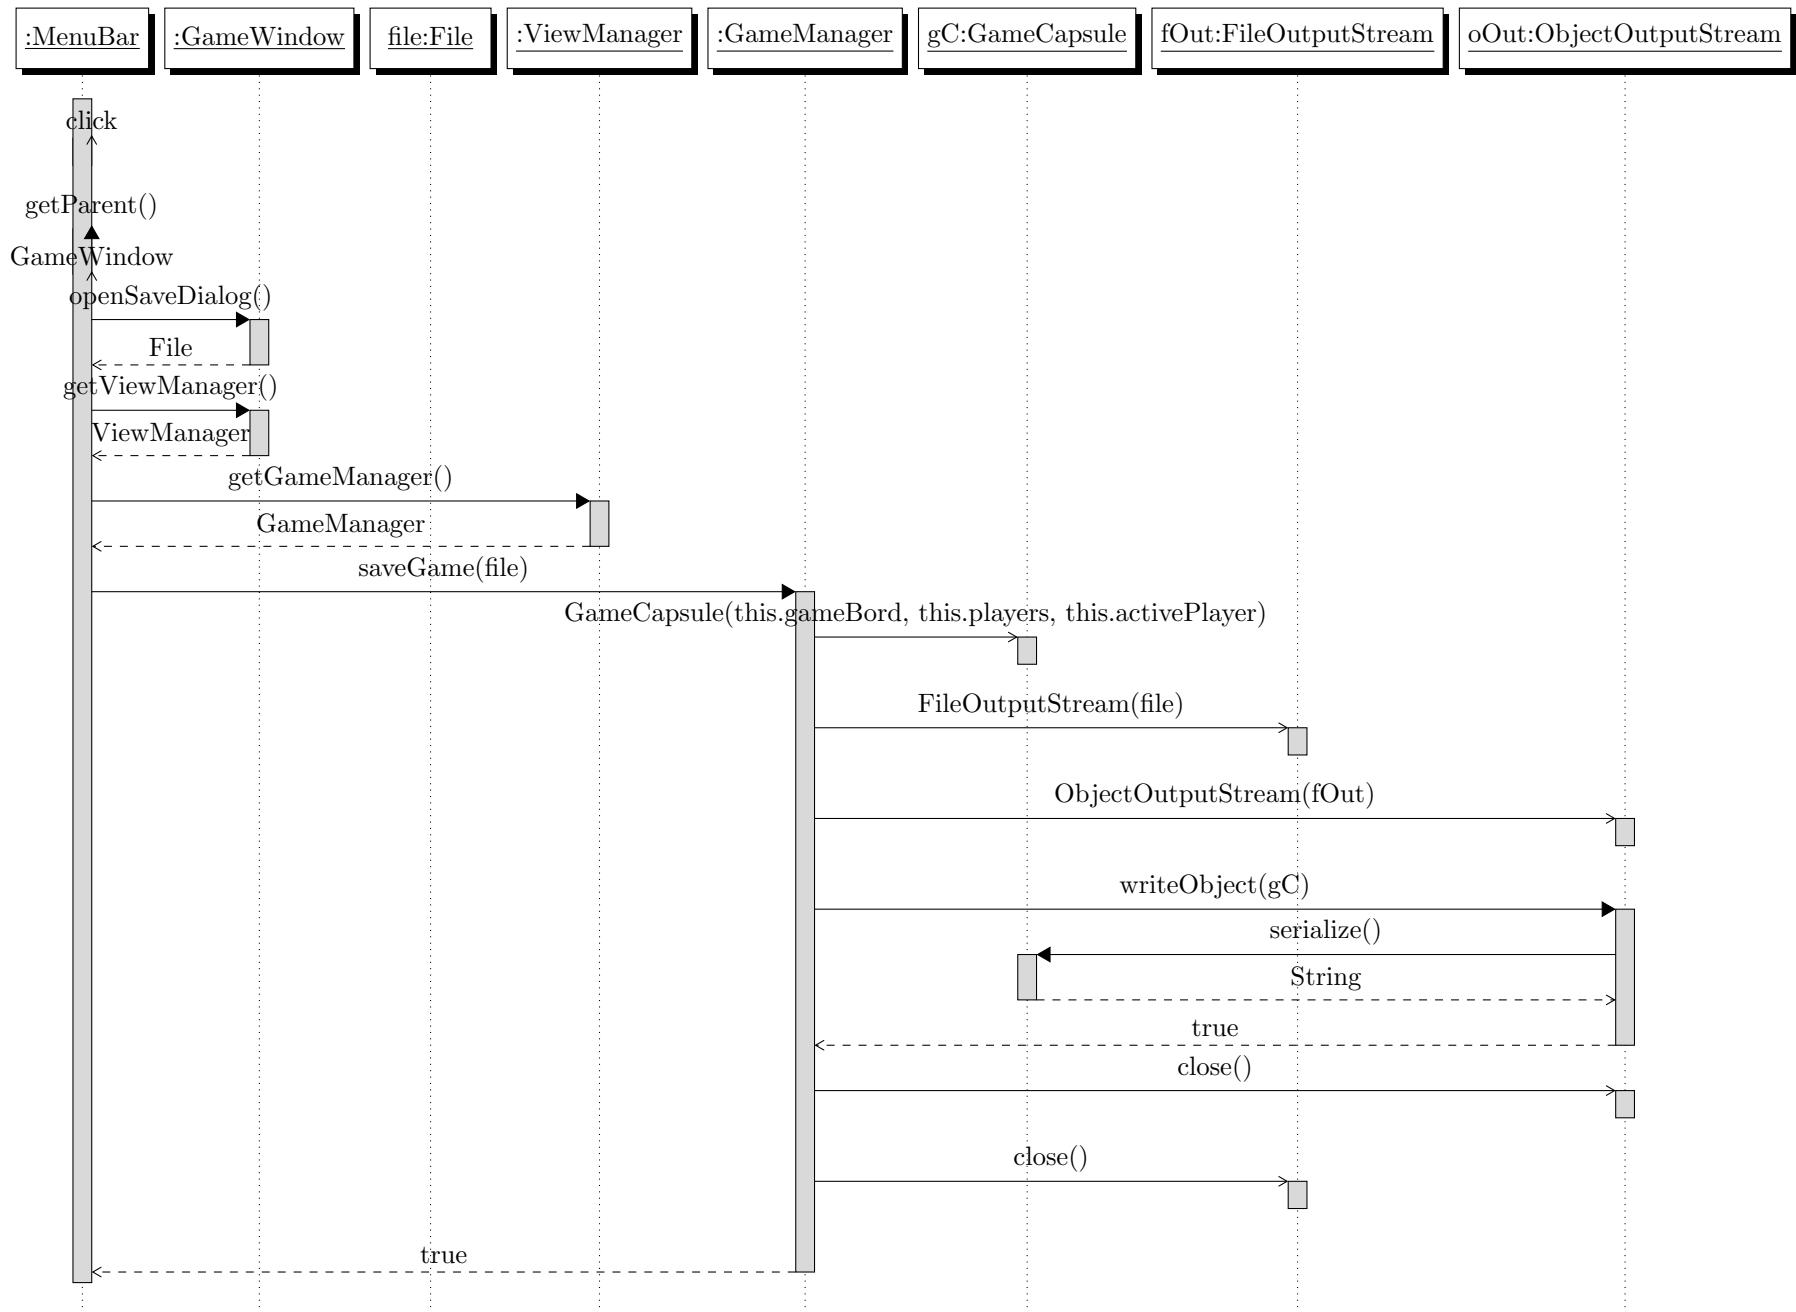 :MenuBar
:GameWindow
file:File
:ViewManager
:GameManager
gC:GameCapsule
fOut:FileOutputStream
oOut:ObjectOutputStream
click
getParent()
GameWindow
openSaveDialog()
File
getViewManager()
ViewManager
getGameManager()
GameManager
saveGame(file)
GameCapsule(this.gameBord, this.players, this.activePlayer)
FileOutputStream(file)
ObjectOutputStream(fOut)
writeObject(gC)
serialize()
String
true
close()
close()
true